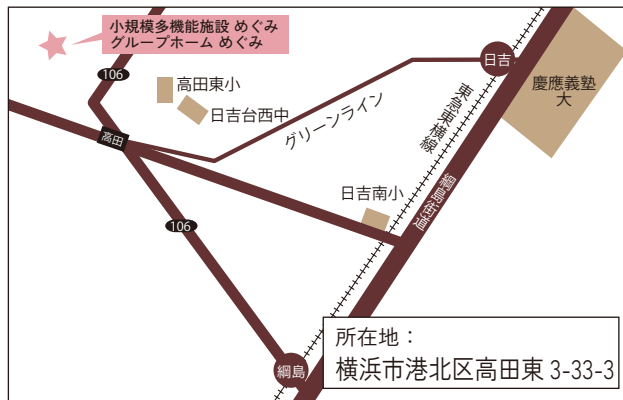 小規模多機能施設 めぐみ
グループホーム めぐみ
106
高田東小
日吉台西中
高田
グリーンライン
日吉
東急東横線
慶應義塾
大
日吉南小
綱島街道
106
綱島
所在地：
横浜市港北区高田東 3-33-3